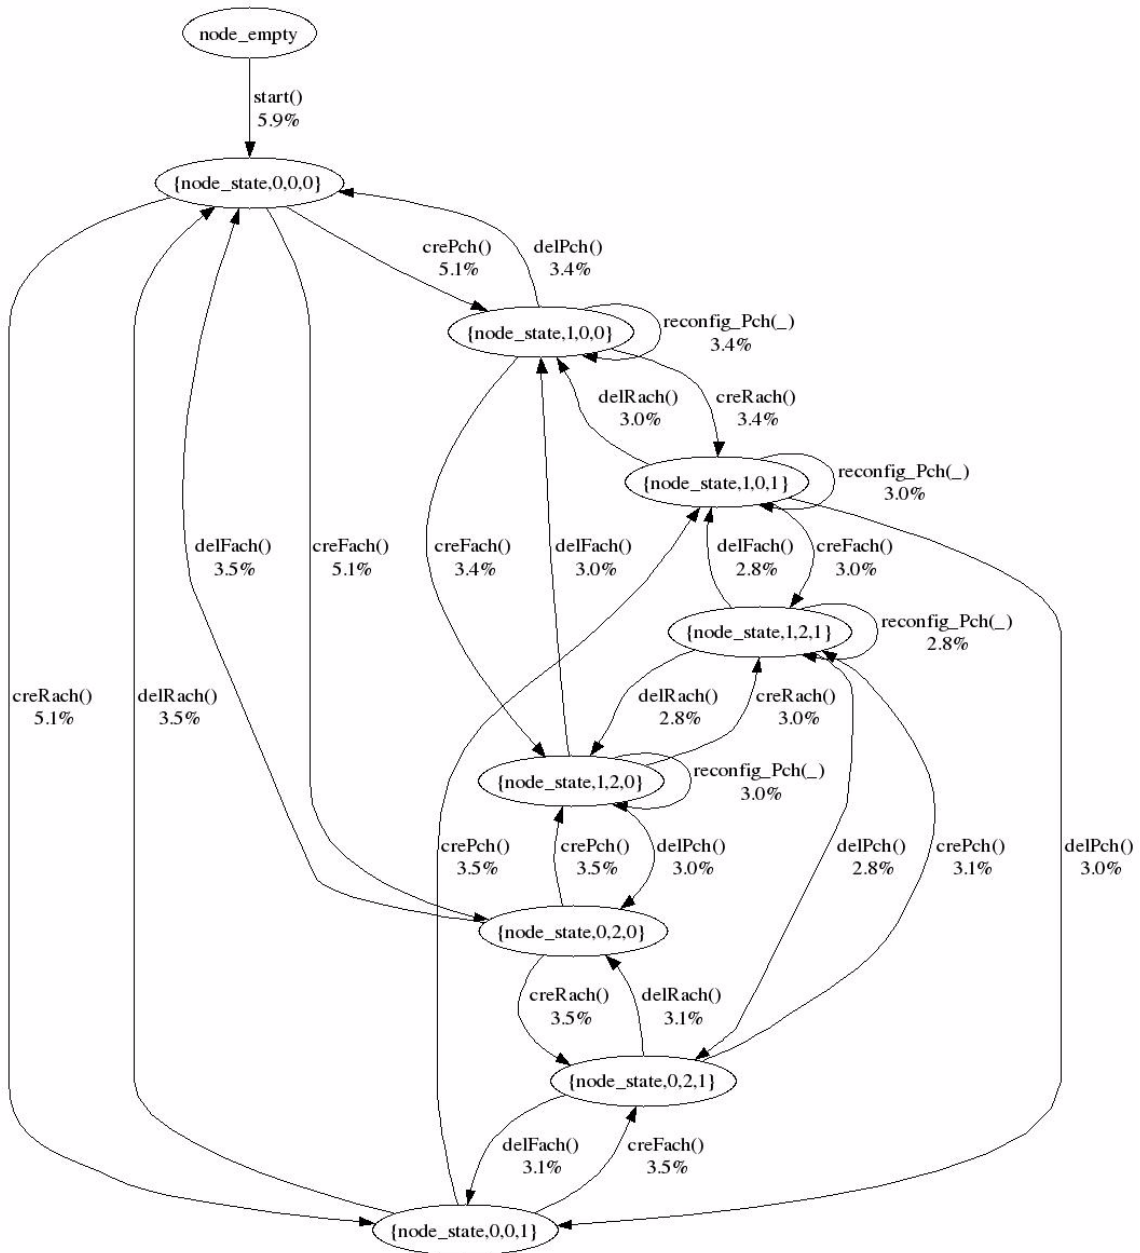 node_empty
start()
5.9%
{node_state,0,0,0}
crePch()
5.1%
delPch()
3.4%
{node_state,1,0,0}
reconfig_Pch(_)
3.4%
delRach()
3.0%
creRach()
3.4%
{node_state,1,0,1}
reconfig_Pch(_)
3.0%
delFach()
3.5%
creFach()
5.1%
creFach()
3.4%
delFach()
3.0%
delFach()
2.8%
creFach()
3.0%
{node_state,1,2,1}
reconfig_Pch(_)
2.8%
creRach()
5.1%
delRach()
3.5%
delRach()
2.8%
creRach()
3.0%
{node_state,1,2,0}
reconfig_Pch(_)
3.0%
crePch()
3.5%
crePch()
3.5%
delPch()
3.0%
delPch()
2.8%
crePch()
3.1%
delPch()
3.0%
{node_state,0,2,0}
creRach()
3.5%
delRach()
3.1%
{node_state,0,2,1}
delFach()
3.1%
creFach()
3.5%
{node_state,0,0,1}